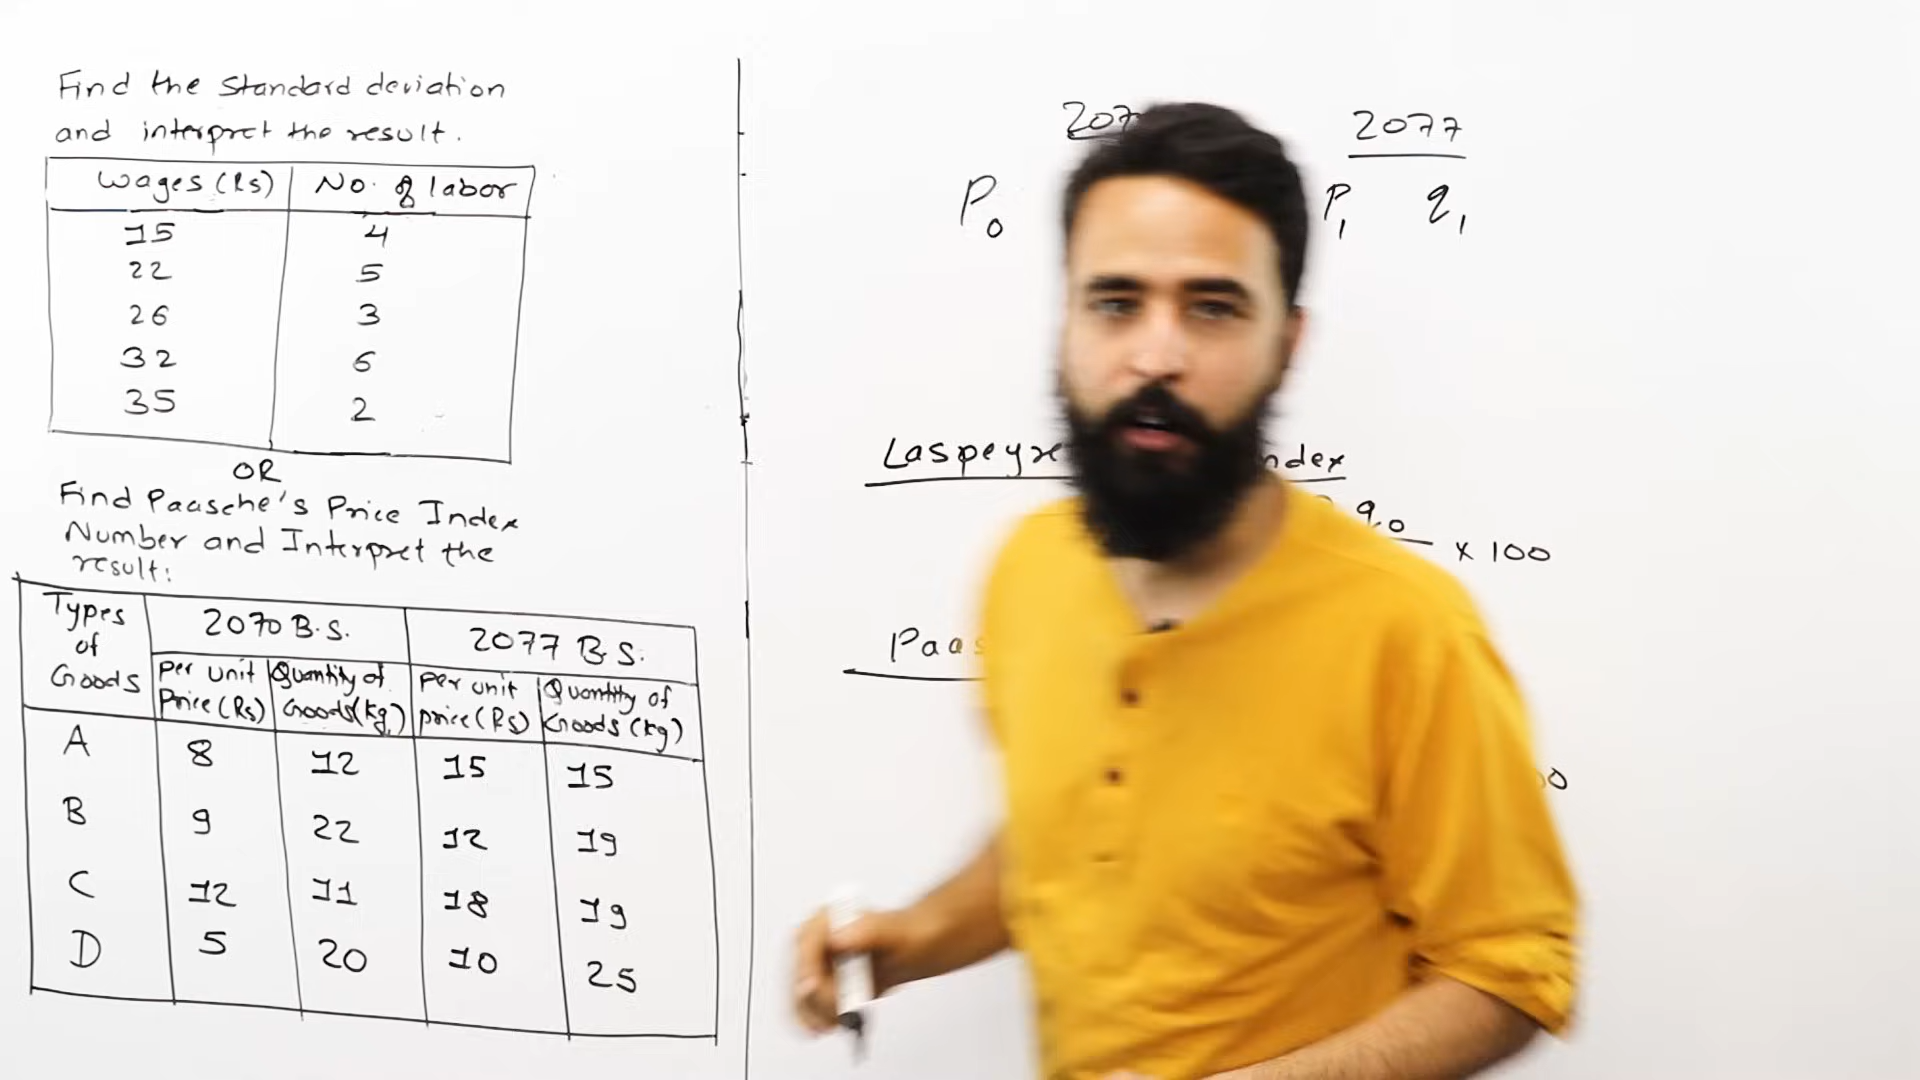 Find the Standard deviation
and interpret the result.
Wages (Rs) No. of labor
15 4
22 5
26 3
32 6
35 2
OR
Find Paasche's Price Index
Number and Interpret the
result:
Types of Goods 2070 B.S. 2077 B.S.
Per unit Price (Rs) Quantity of Goods (kg) Per unit price (Rs) Quantity of Goods (kg)
A 8 12 15 15
B 9 22 12 19
C 12 11 18 19
D 5 20 10 25
2077
P0 P1 q1
q0
x 100